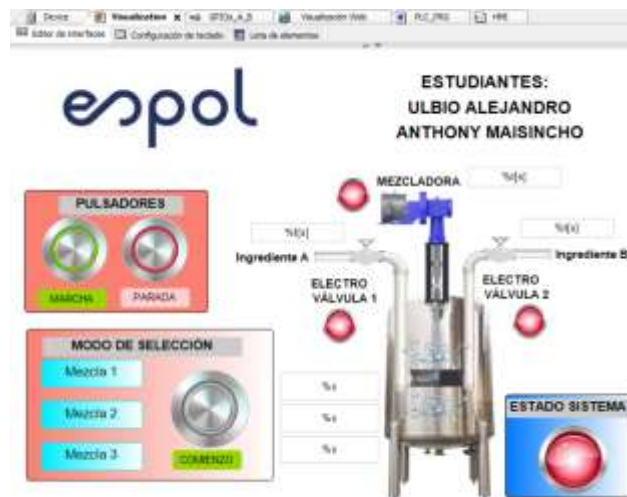 Device
Visualization
GPIOs_A_B
Visualización Web
PLC_PRG
HMI
Editor de interfaces
Configuración de teclado
Lista de elementos
espol
ESTUDIANTES:
ULBIO ALEJANDRO
ANTHONY MAISINCHO
MEZCLADORA
%t[s]
PULSADORES
%t[s]
%t[s]
Ingrediente A
Ingrediente B
MARCHA
PARADA
ELECTRO
VÁLVULA 1
ELECTRO
VÁLVULA 2
MODO DE SELECCIÓN
Mezcla 1
Mezcla 2
Mezcla 3
COMENZO
%s
%s
%s
ESTADO SISTEMA